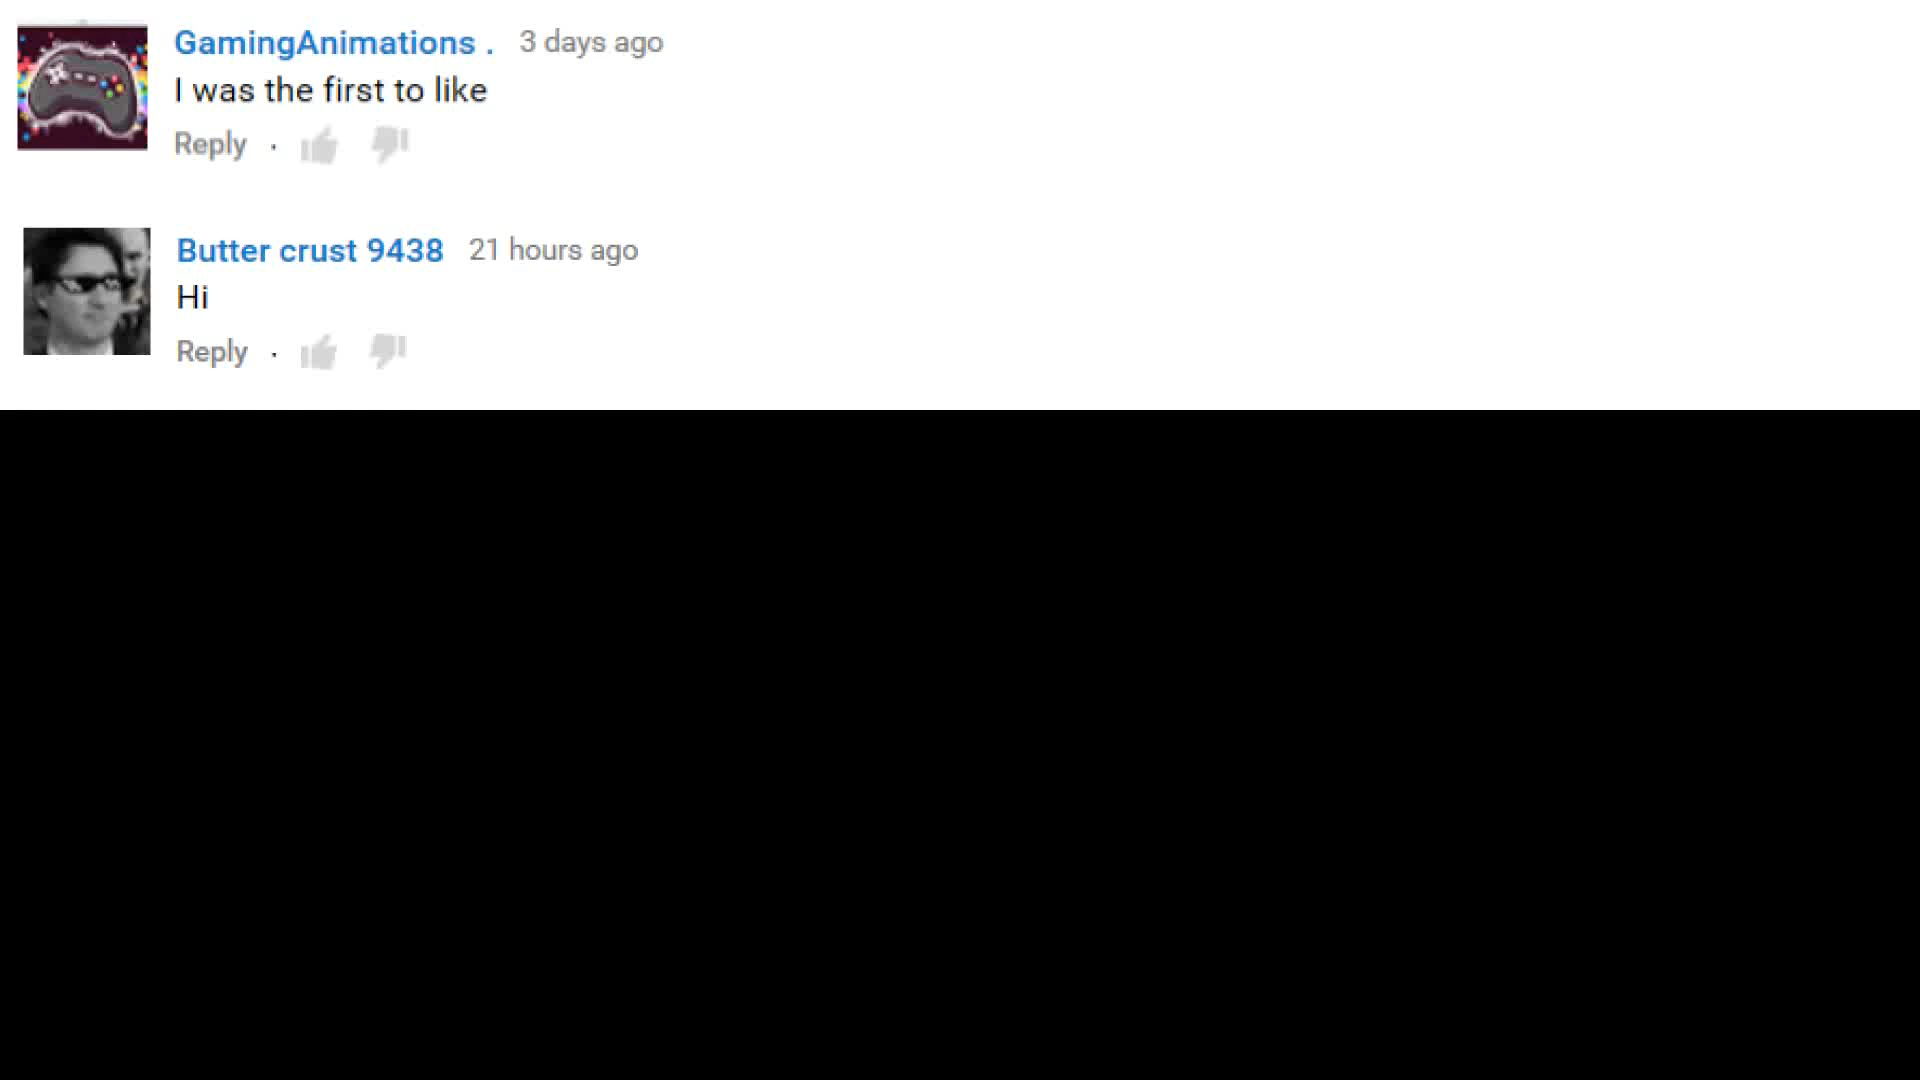 GamingAnimations . 3 days ago
I was the first to like
Reply ·
Butter crust 9438 21 hours ago
Hi
Reply ·